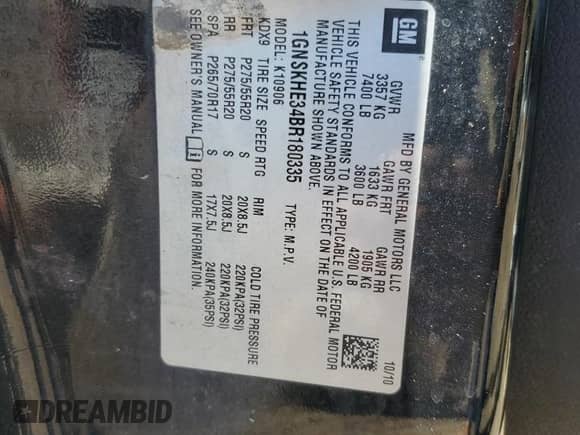 GM
MFD BY GENERAL MOTORS LLC 10/10
GVWR GAWR FRT GAWR RR
3357 KG 1633 KG 1905 KG
7400 LB 3600 LB 4200 LB
THIS VEHICLE CONFORMS TO ALL APPLICABLE U.S. FEDERAL MOTOR
VEHICLE SAFETY STANDARDS IN EFFECT ON THE DATE OF
MANUFACTURE SHOWN ABOVE.
1GNSKHE34BR180335 TYPE: M.P.V.
MODEL: K10906
KDX9 TIRE SIZE SPEED RTG RIM COLD TIRE PRESSURE
FRT P275/55R20 S 20X8.5J 220KPA(32PSI)
RR P275/55R20 S 20X8.5J 220KPA(32PSI)
SPA P265/70R17 S 17X7.5J 240KPA(35PSI)
SEE OWNER'S MANUAL i FOR MORE INFORMATION.
DREAMBID